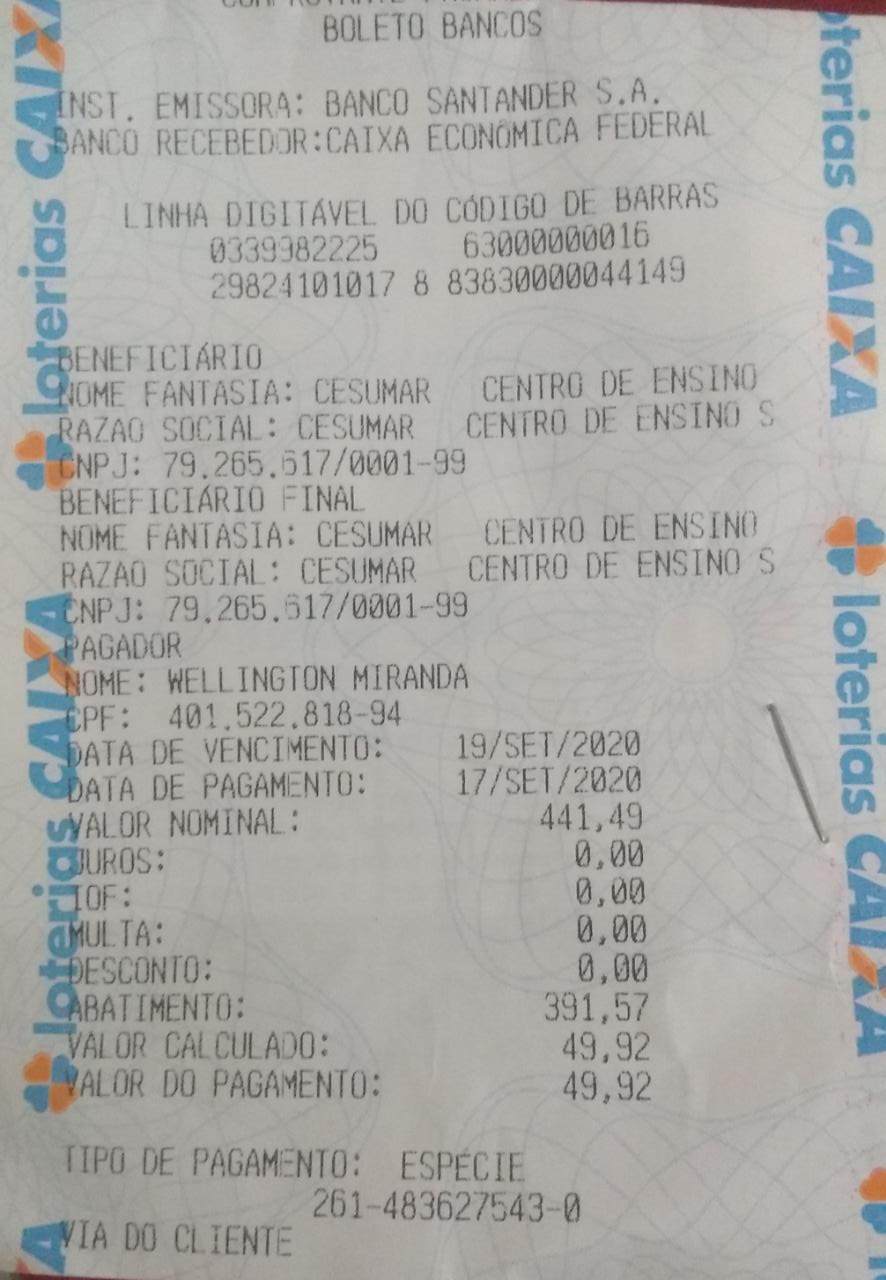 BOLETO BANCOS
INST. EMISSORA: BANCO SANTANDER S.A.
BANCO RECEBEDOR:CAIXA ECONÔMICA FEDERAL
LINHA DIGITÁVEL DO CÓDIGO DE BARRAS
0339982225 63000000016
29824101017 8 83830000044149
BENEFICIÁRIO
NOME FANTASIA: CESUMAR CENTRO DE ENSINO
RAZAO SOCIAL: CESUMAR CENTRO DE ENSINO S
CNPJ: 79.265.617/0001-99
BENEFICIÁRIO FINAL
NOME FANTASIA: CESUMAR CENTRO DE ENSINO
RAZAO SOCIAL: CESUMAR CENTRO DE ENSINO S
CNPJ: 79.265.617/0001-99
PAGADOR
NOME: WELLINGTON MIRANDA
CPF: 401.522.818-94
DATA DE VENCIMENTO: 19/SET/2020
DATA DE PAGAMENTO: 17/SET/2020
VALOR NOMINAL: 441,49
JUROS: 0,00
IOF: 0,00
MULTA: 0,00
DESCONTO: 0,00
ABATIMENTO: 391,57
VALOR CALCULADO: 49,92
VALOR DO PAGAMENTO: 49,92
TIPO DE PAGAMENTO: ESPÉCIE
261-483627543-0
VIA DO CLIENTE
loterias CAIXA
loterias CAIXA
loterias CAIXA
loterias CAIXA